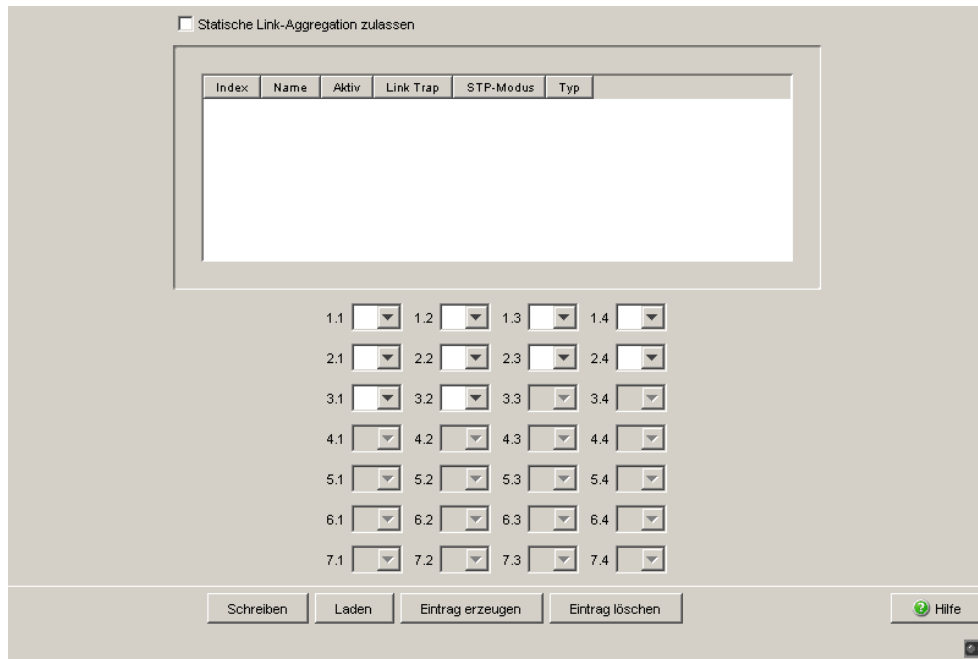 Statische Link-Aggregation zulassen
Index Name Aktiv Link Trap STP-Modus Typ
1.1 1.2 1.3 1.4
2.1 2.2 2.3 2.4
3.1 3.2 3.3 3.4
4.1 4.2 4.3 4.4
5.1 5.2 5.3 5.4
6.1 6.2 6.3 6.4
7.1 7.2 7.3 7.4
Schreiben Laden Eintrag erzeugen Eintrag löschen Hilfe